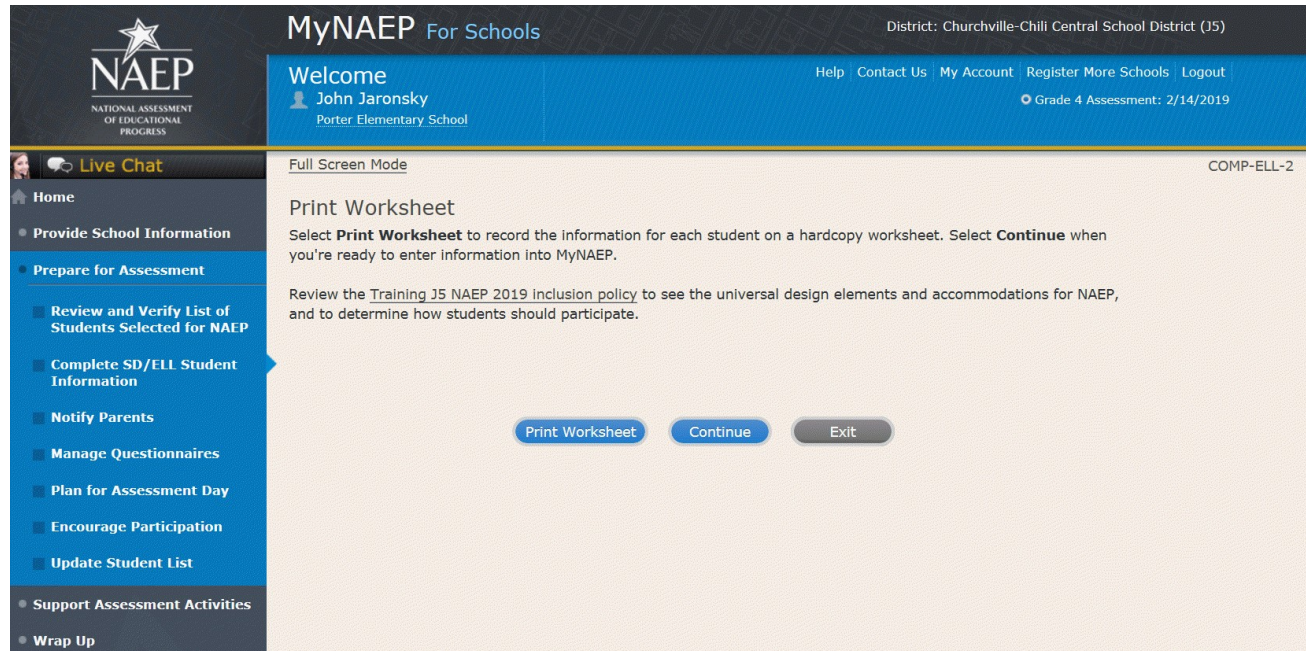 NAEP
NATIONAL ASSESSMENT
OF EDUCATIONAL
PROGRESS
MyNAEP For Schools
District: Churchville-Chili Central School District (J5)
Welcome
John Jaronsky
Porter Elementary School
Help Contact Us My Account Register More Schools Logout
Grade 4 Assessment: 2/14/2019
Live Chat
Home
Provide School Information
Prepare for Assessment
Review and Verify List of
Students Selected for NAEP
Complete SD/ELL Student
Information
Notify Parents
Manage Questionnaires
Plan for Assessment Day
Encourage Participation
Update Student List
Support Assessment Activities
Wrap Up
Full Screen Mode
COMP-ELL-2
Print Worksheet
Select Print Worksheet to record the information for each student on a hardcopy worksheet. Select Continue when
you're ready to enter information into MyNAEP.
Review the Training J5 NAEP 2019 inclusion policy to see the universal design elements and accommodations for NAEP,
and to determine how students should participate.
Print Worksheet
Continue
Exit